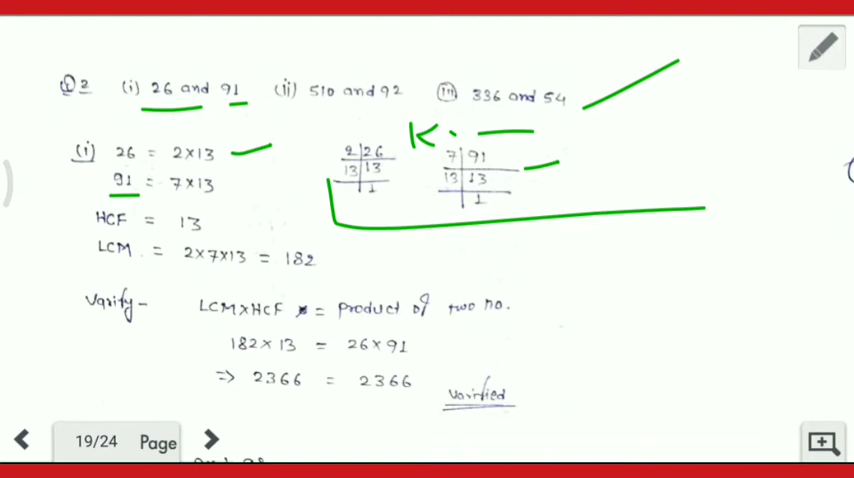 Q2 (i) 26 and 91 (ii) 510 and 92 (iii) 336 and 54
(i) 26 = 2×13
2 | 26
13 | 13
1
K.
7 | 91
13 | 13
1
91 = 7×13
HCF = 13
LCM = 2×7×13 = 182
Varify – LCM×HCF = product of two no.
182×13 = 26×91
⇒ 2366 = 2366
varified
19/24 Page